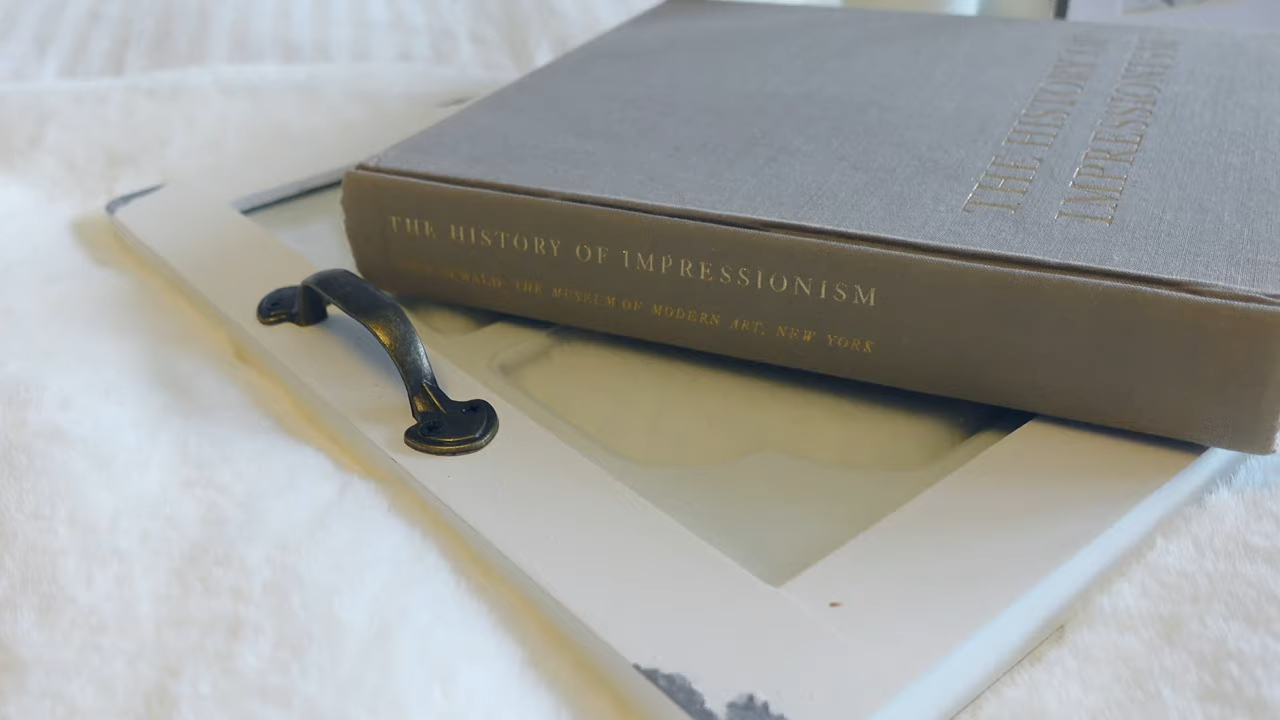 THE HISTORY OF
IMPRESSIONISM
THE HISTORY OF IMPRESSIONISM
THE MUSEUM OF MODERN ART, NEW YORK